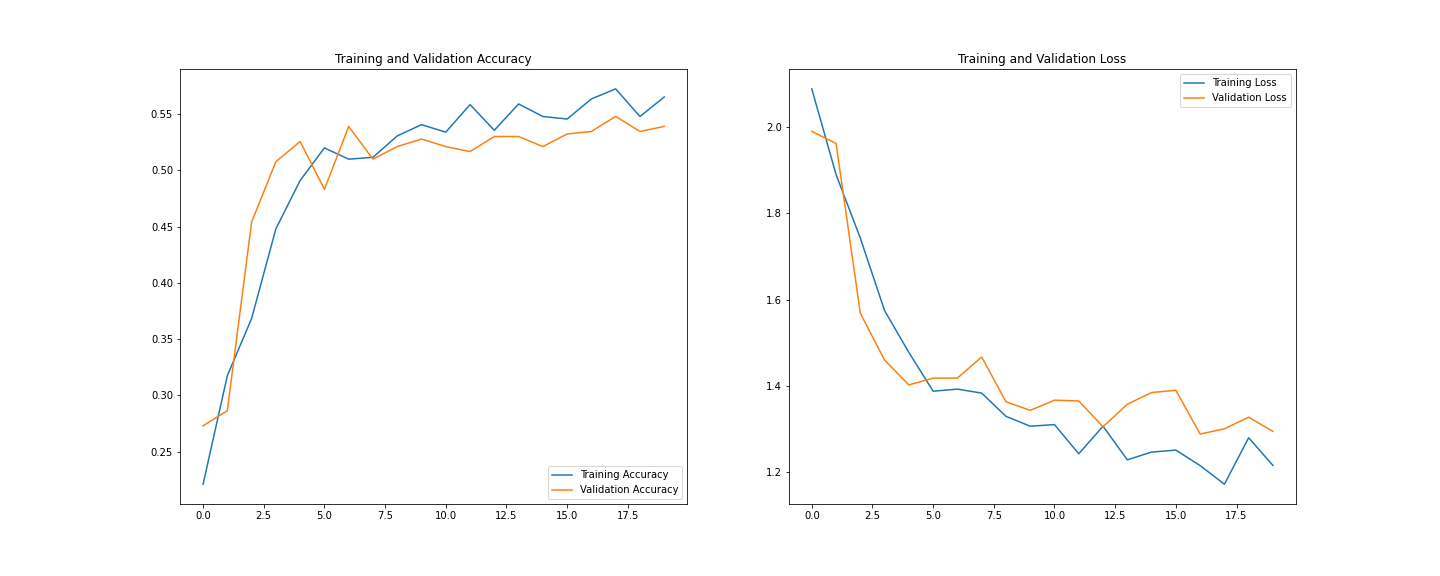 Training and Validation Accuracy
0.55
0.50
0.45
0.40
0.35
0.30
0.25
Training Accuracy
Validation Accuracy
0.0 2.5 5.0 7.5 10.0 12.5 15.0 17.5
Training and Validation Loss
Training Loss
Validation Loss
2.0
1.8
1.6
1.4
1.2
0.0 2.5 5.0 7.5 10.0 12.5 15.0 17.5